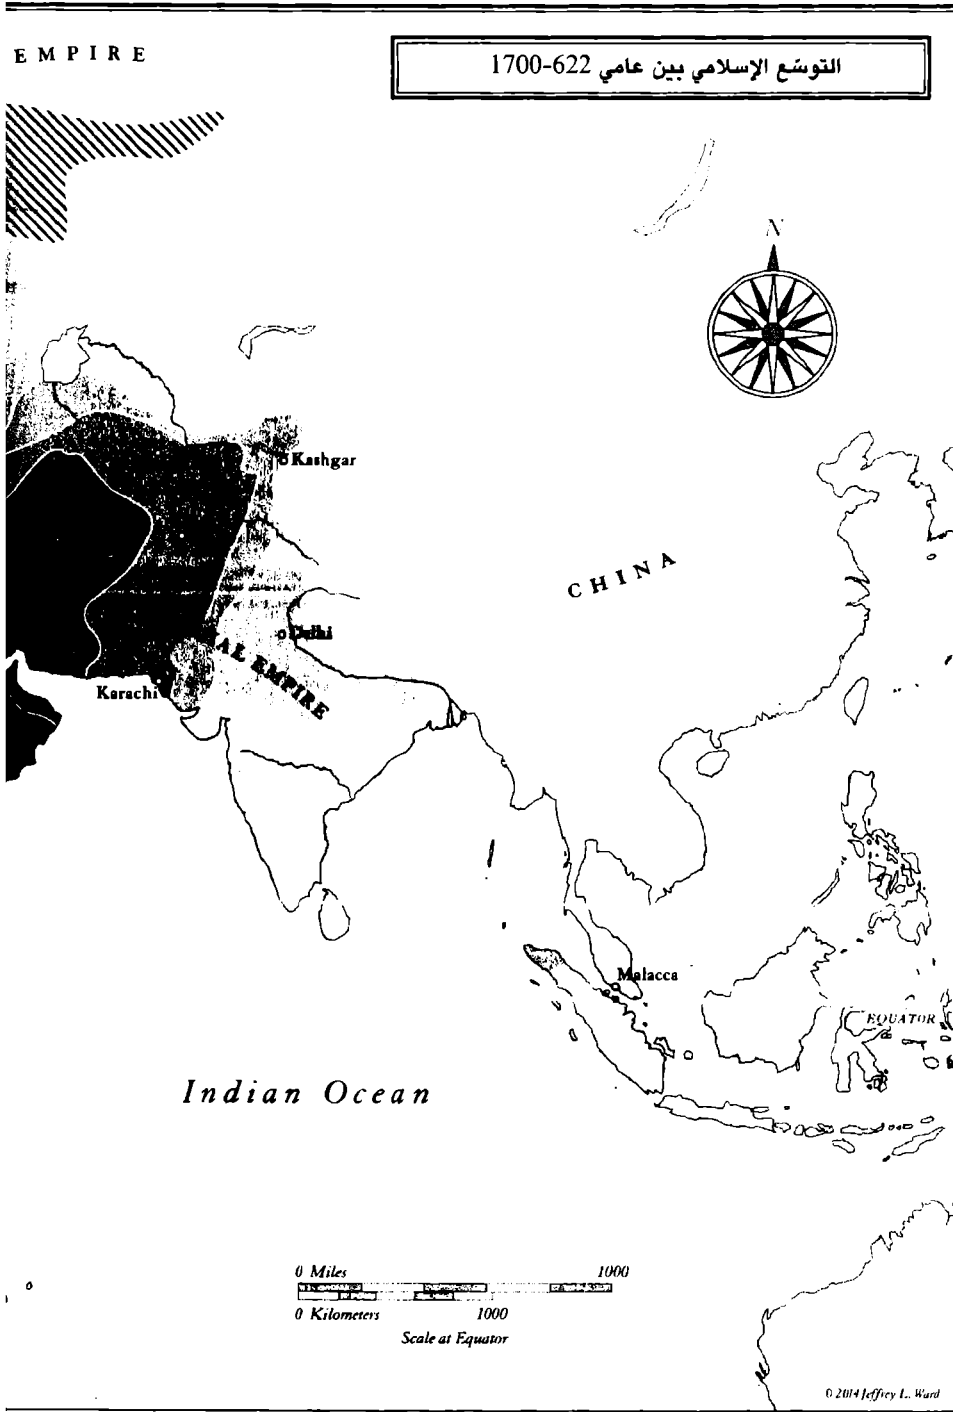 EMPIRE
التوسّع الإسلامي بين عامي 622-1700
N
Kashgar
CHINA
Delhi
AL EMPIRE
Karachi
Malacca
EQUATOR
Indian Ocean
0 Miles 1000
0 Kilometers 1000
Scale at Equator
© 2014 Jeffrey L. Ward